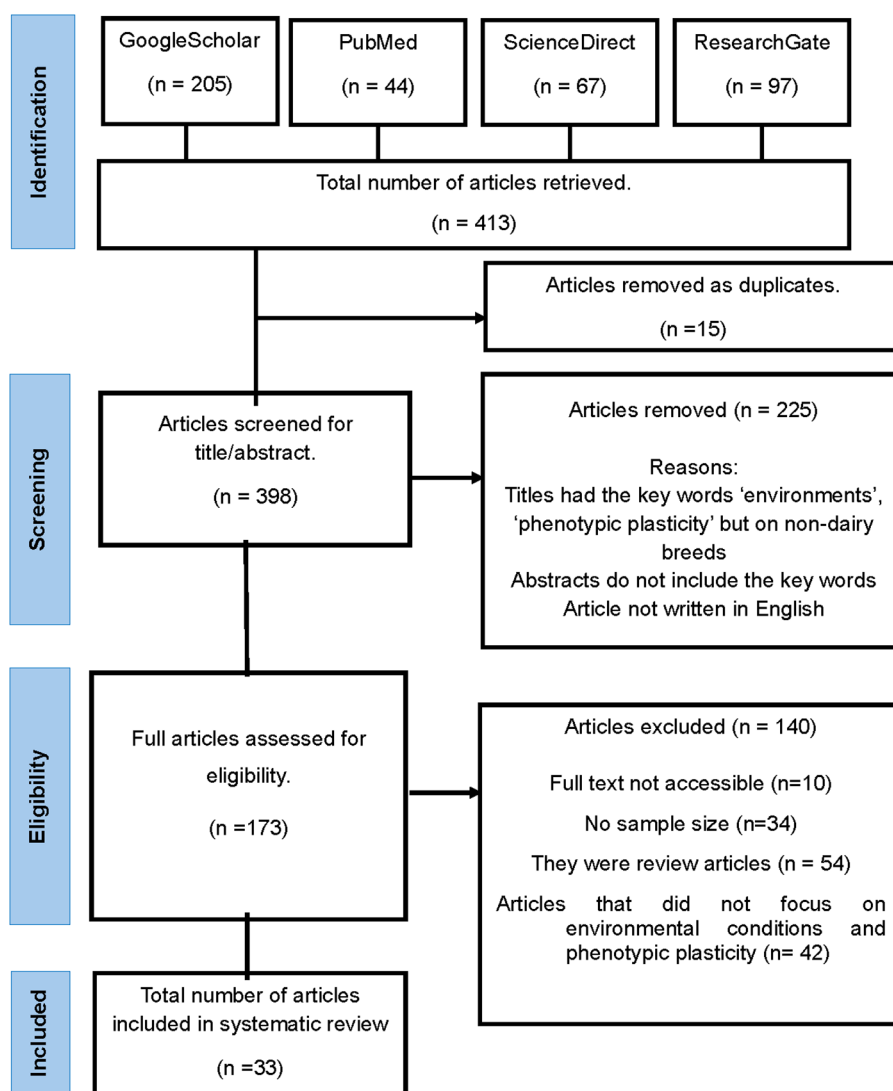 Identification
GoogleScholar
(n = 205)
PubMed
(n = 44)
ScienceDirect
(n = 67)
ResearchGate
(n = 97)
Total number of articles retrieved.
(n = 413)
Articles removed as duplicates.
(n =15)
Screening
Articles screened for
title/abstract.
(n = 398)
Articles removed (n = 225)
Reasons:
Titles had the key words ‘environments’,
‘phenotypic plasticity’ but on non-dairy
breeds
Abstracts do not include the key words
Article not written in English
Eligibility
Full articles assessed for
eligibility.
(n =173)
Articles excluded (n = 140)
Full text not accessible (n=10)
No sample size (n=34)
They were review articles (n = 54)
Articles that did not focus on
environmental conditions and
phenotypic plasticity (n= 42)
Included
Total number of articles
included in systematic review
(n =33)